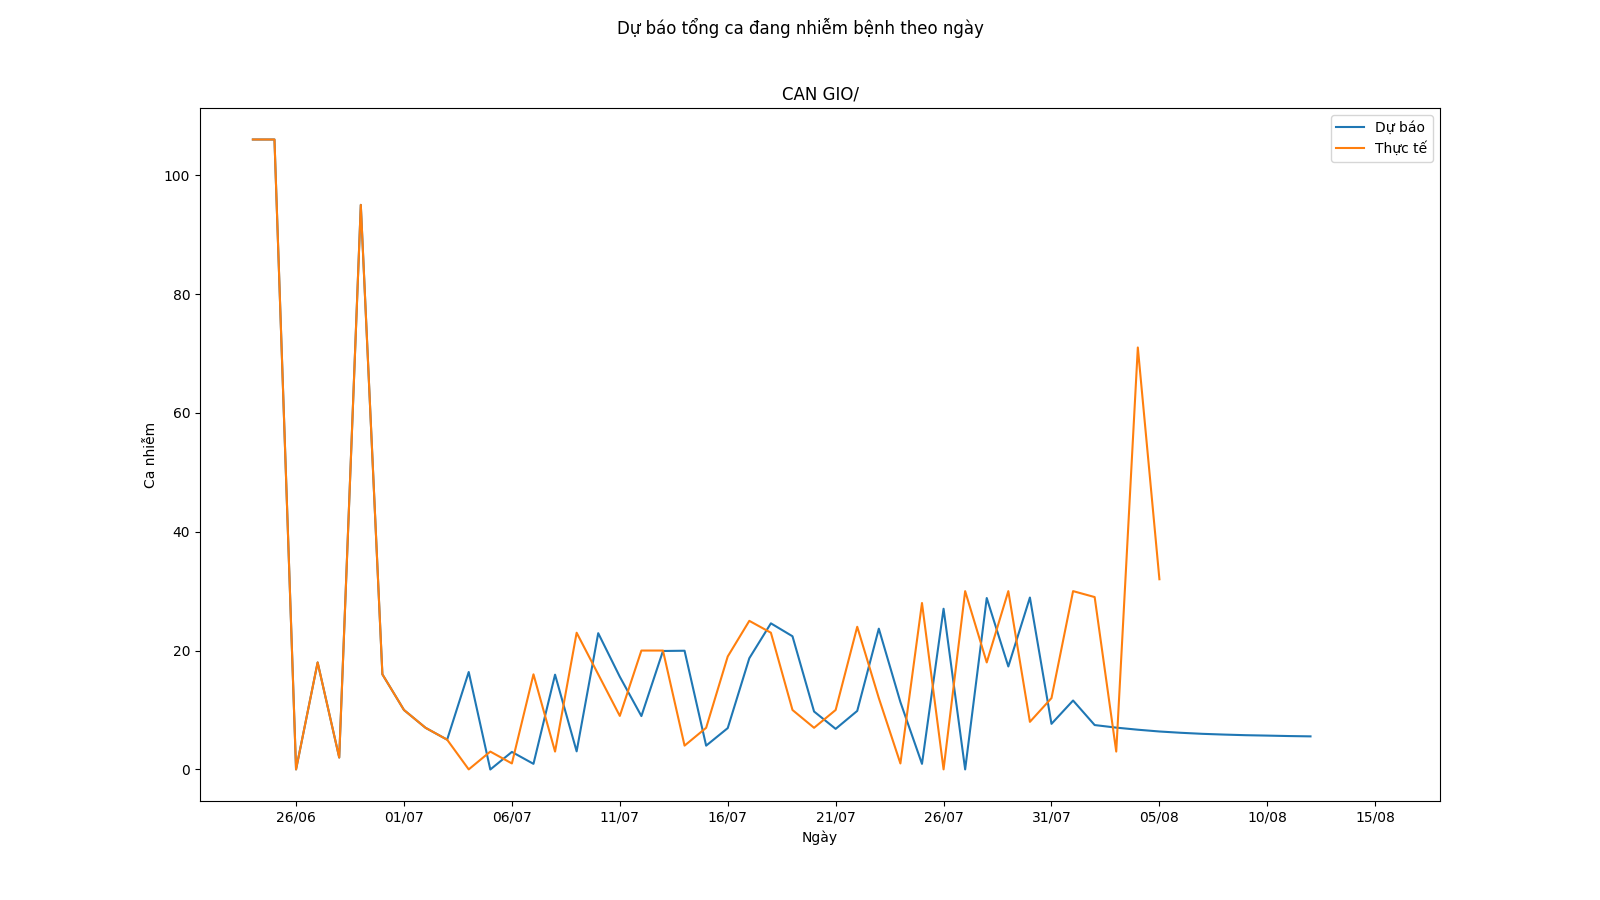 Dự báo tổng ca đang nhiễm bệnh theo ngày
CAN GIO/
Dự báo
Thực tế
100
80
60
40
20
0
Ca nhiễm
26/06 01/07 06/07 11/07 16/07 21/07 26/07 31/07 05/08 10/08 15/08
Ngày